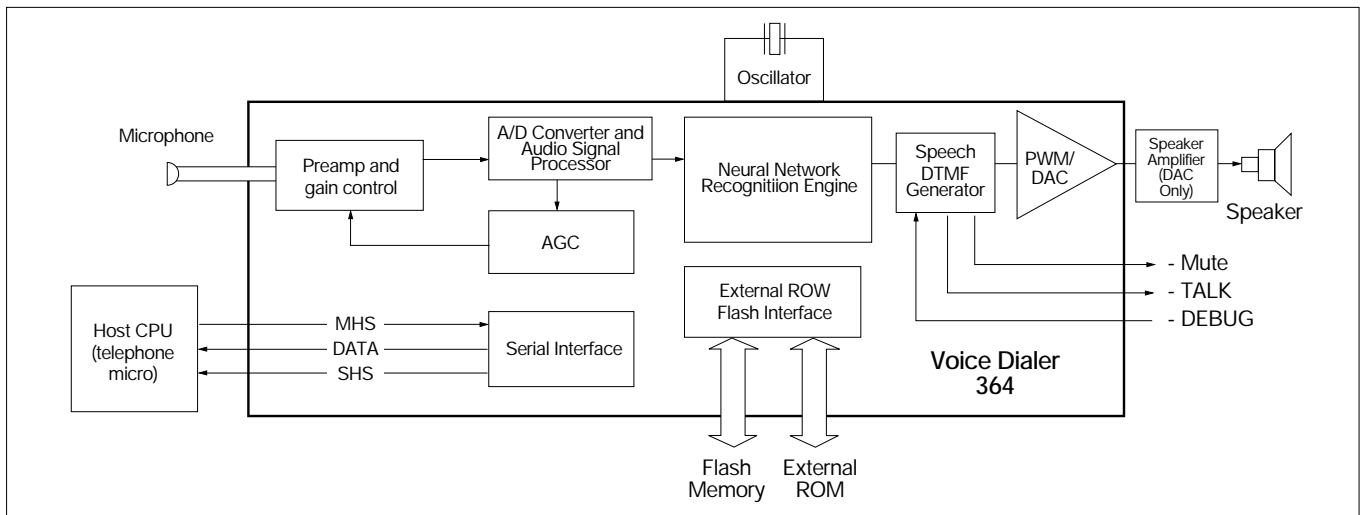 Oscillator
Microphone
Preamp and
gain control
A/D Converter and
Audio Signal
Processor
AGC
Neural Network
Recognitiion Engine
Speech
DTMF
Generator
PWM/
DAC
Speaker
Amplifier
(DAC
Only)
Speaker
- Mute
- TALK
- DEBUG
Host CPU
(telephone
micro)
MHS
DATA
SHS
Serial Interface
External ROW
Flash Interface
Voice Dialer
364
Flash
Memory
External
ROM